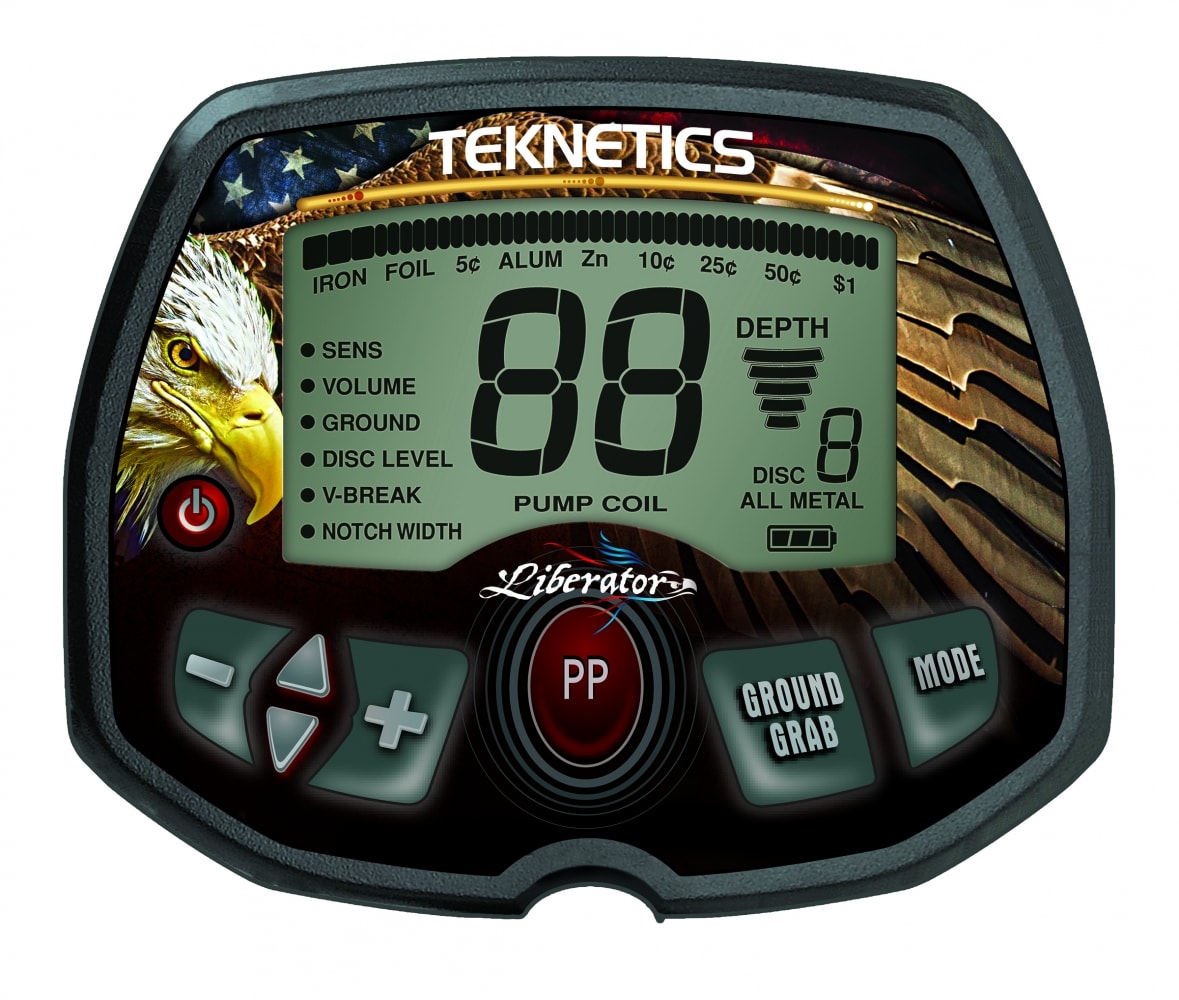 TEKNETICS
IRON FOIL 5¢ ALUM Zn 10¢ 25¢ 50¢ $1
SENS
VOLUME
GROUND
DISC LEVEL
V-BREAK
NOTCH WIDTH
88
PUMP COIL
DEPTH
8
DISC
ALL METAL
Liberator
PP
GROUND
GRAB
MODE